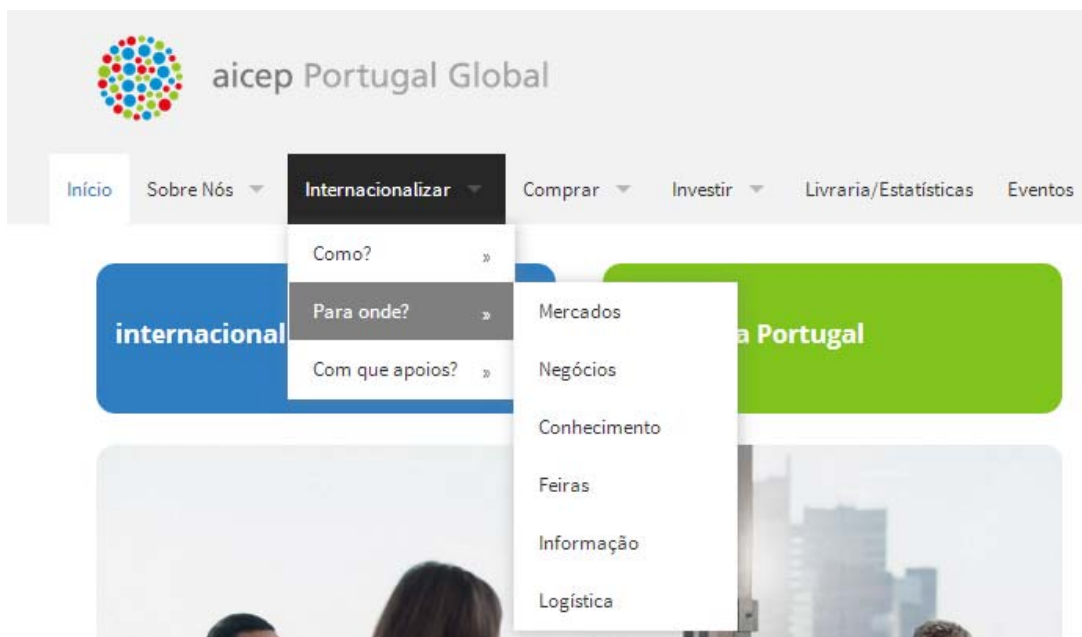 aicep Portugal Global
Início Sobre Nós Internacionalizar Comprar Investir Livraria/Estatísticas Eventos
Como? »
Para onde? »
Com que apoios? »
Mercados
Negócios
Conhecimento
Feiras
Informação
Logística
internacional
a Portugal